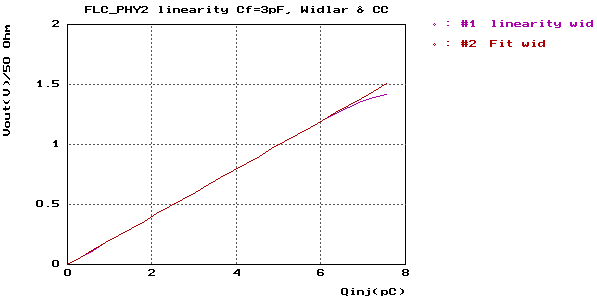 FLC_PHY2 linearity Cf=3pF, Widlar & CC
: #1 linearity wid
: #2 Fit wid
Vout(V)/50 Ohm
2
1.5
1
0.5
0
0 2 4 6 8
Qinj(pC)